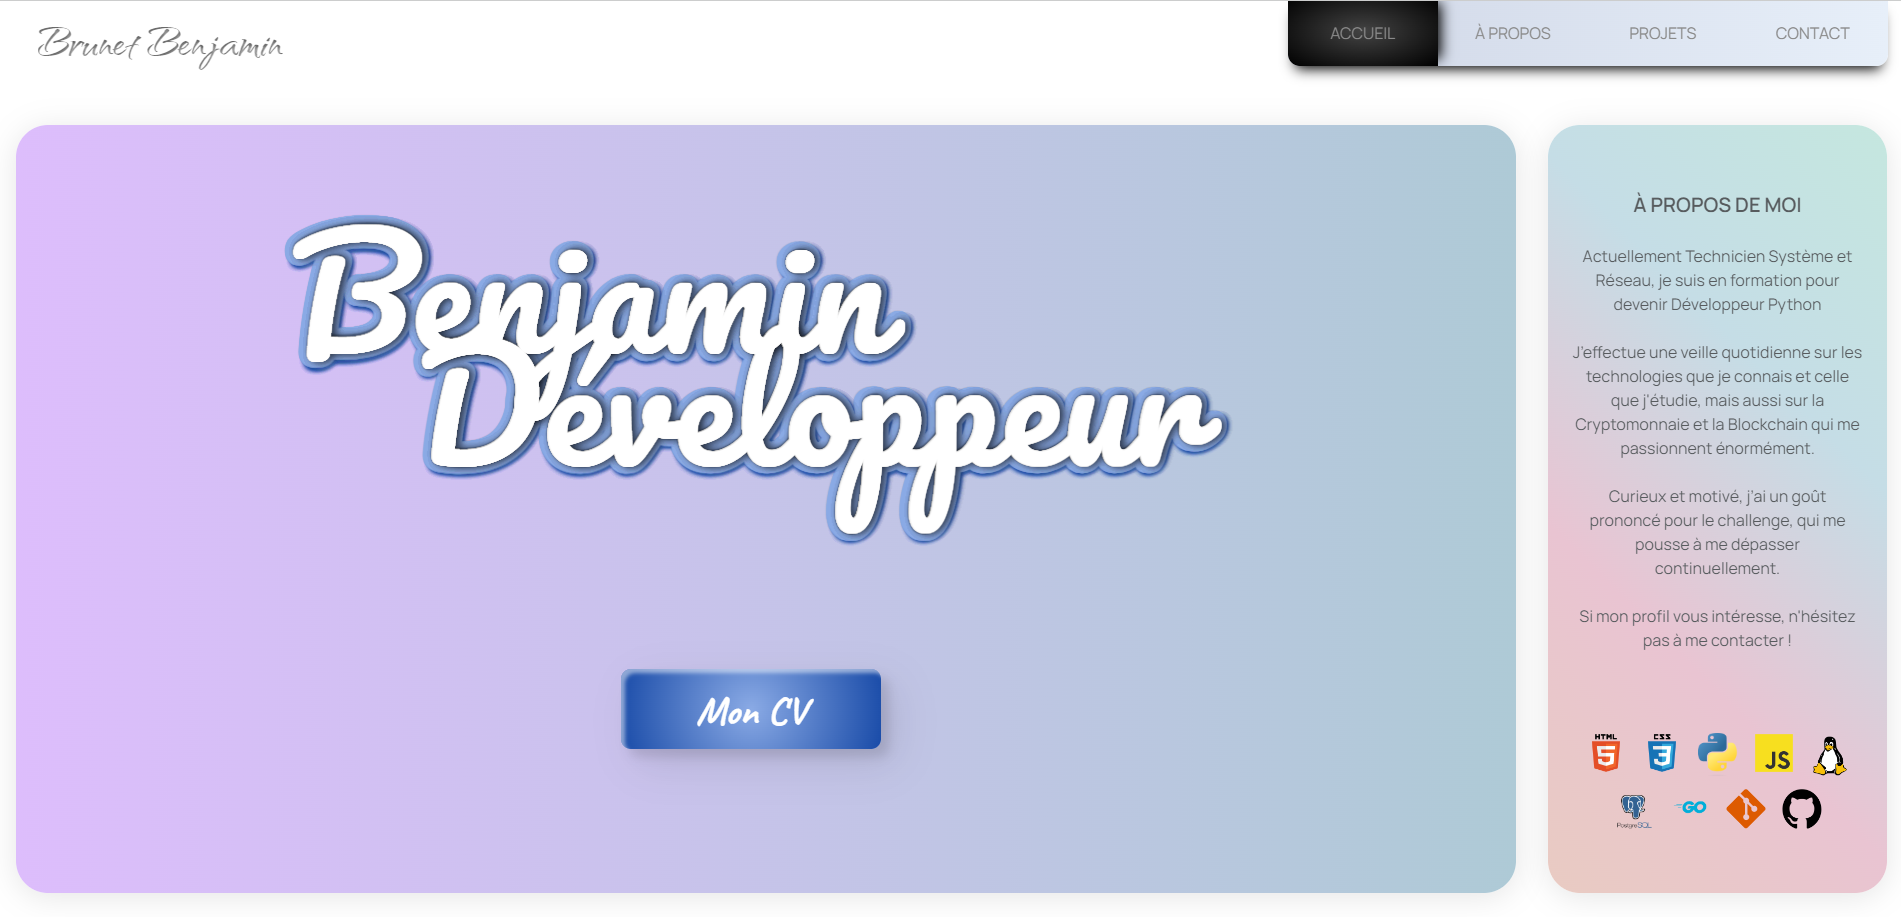 Brunet Benjamin
ACCUEIL
À PROPOS
PROJETS
CONTACT
Benjamin
Développeur
Mon CV
À PROPOS DE MOI
Actuellement Technicien Système et
Réseau, je suis en formation pour
devenir Développeur Python
J'effectue une veille quotidienne sur les
technologies que je connais et celle
que j'étudie, mais aussi sur la
Cryptomonnaie et la Blockchain qui me
passionnent énormément.
Curieux et motivé, j'ai un goût
prononcé pour le challenge, qui me
pousse à me dépasser
continuellement.
Si mon profil vous intéresse, n'hésitez
pas à me contacter !
HTML
5
CSS
3
JS
PostgreSQL
GO